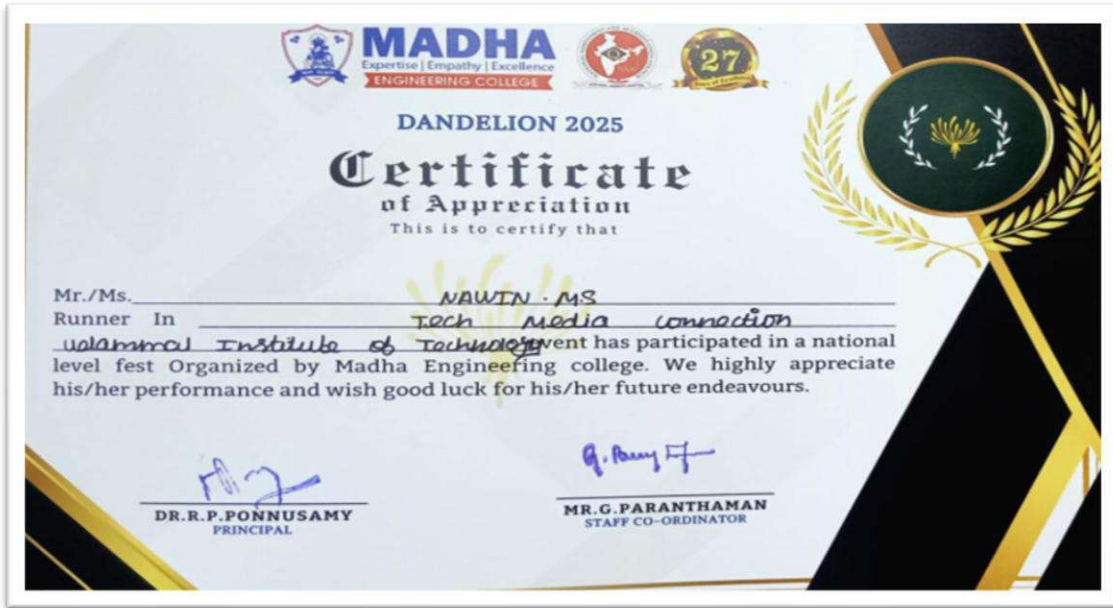 MADHA
Expertise | Empathy | Excellence
ENGINEERING COLLEGE
27
DANDELION 2025
Certificate
of Appreciation
This is to certify that
Mr./Ms. NAWIN . MS
Runner In Tech Media connection
Institute of Technology vent has participated in a national
level fest Organized by Madha Engineering college. We highly appreciate
his/her performance and wish good luck for his/her future endeavours.
DR.R.P.PONNUSAMY
PRINCIPAL
MR.G.PARANTHAMAN
STAFF CO-ORDINATOR